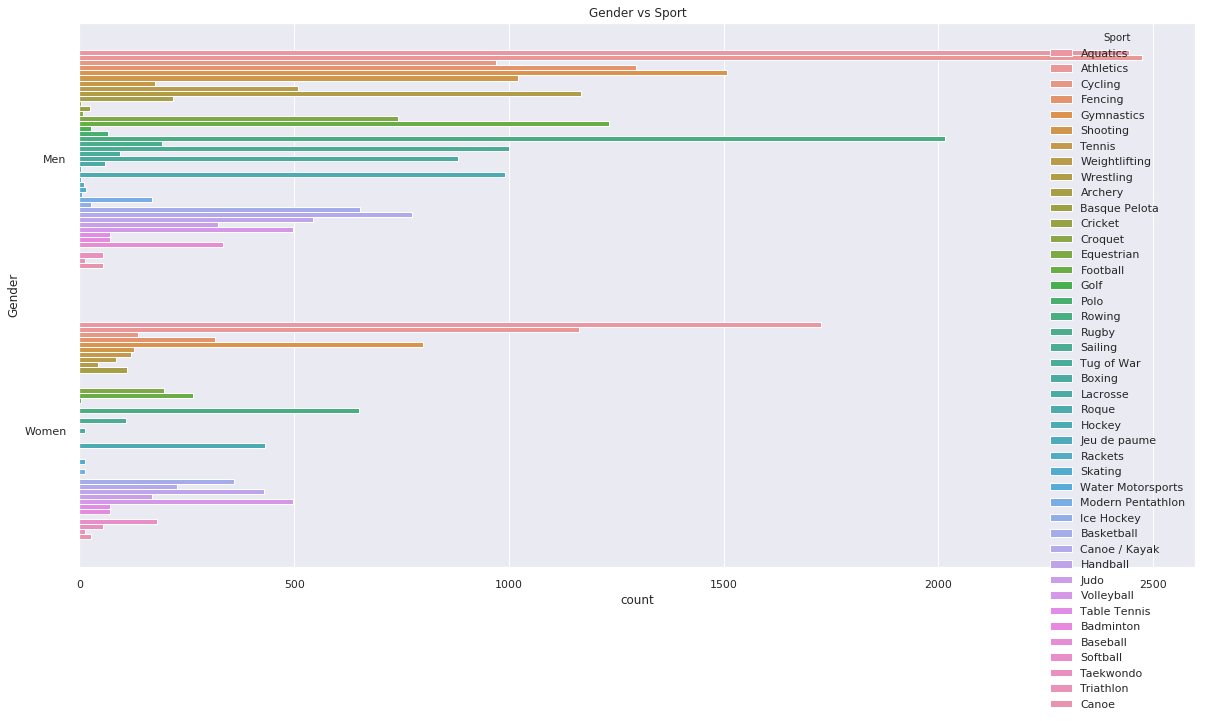 Gender vs Sport
Sport
Aquatics
Athletics
Cycling
Fencing
Gymnastics
Shooting
Tennis
Weightlifting
Wrestling
Archery
Basque Pelota
Cricket
Croquet
Equestrian
Football
Golf
Polo
Rowing
Rugby
Sailing
Tug of War
Boxing
Lacrosse
Roque
Hockey
Jeu de paume
Rackets
Skating
Water Motorsports
Modern Pentathlon
Ice Hockey
Basketball
Canoe / Kayak
Handball
Judo
Volleyball
Table Tennis
Badminton
Baseball
Softball
Taekwondo
Triathlon
Canoe
Gender
Men
Women
0 500 1000 1500 2000 2500
count